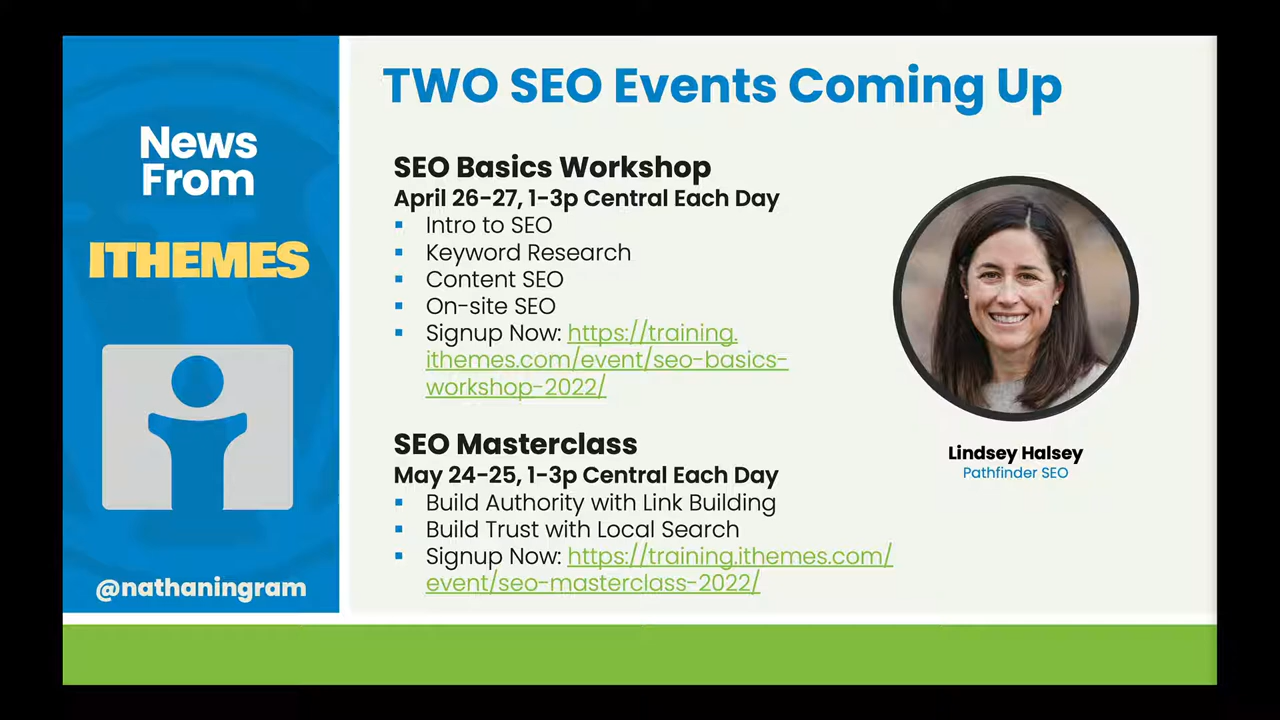 News
From
ITHEMES
@nathaningram
TWO SEO Events Coming Up
SEO Basics Workshop
April 26-27, 1-3p Central Each Day
Intro to SEO
Keyword Research
Content SEO
On-site SEO
Signup Now: https://training.
ithemes.com/event/seo-basics-
workshop-2022/
SEO Masterclass
May 24-25, 1-3p Central Each Day
Build Authority with Link Building
Build Trust with Local Search
Signup Now: https://training.ithemes.com/
event/seo-masterclass-2022/
Lindsey Halsey
Pathfinder SEO